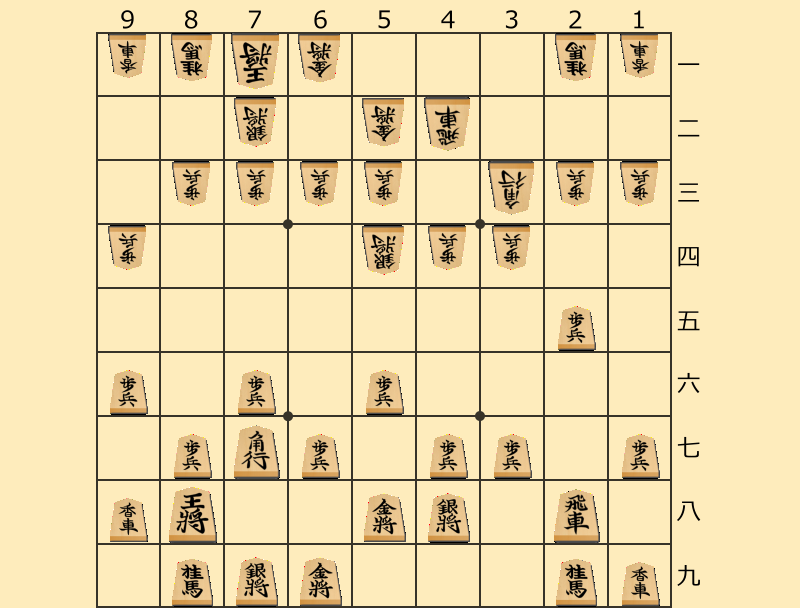 9 8 7 6 5 4 3 2 1
香車 桂馬 王将 金将 桂馬 香車 一
銀将 金将 飛車 二
歩兵 歩兵 歩兵 歩兵 角行 歩兵 歩兵 三
歩兵 銀将 歩兵 歩兵 四
歩兵 五
歩兵 歩兵 歩兵 六
歩兵 角行 歩兵 歩兵 歩兵 歩兵 七
香車 王将 金将 銀将 飛車 八
桂馬 銀将 金将 桂馬 香車 九